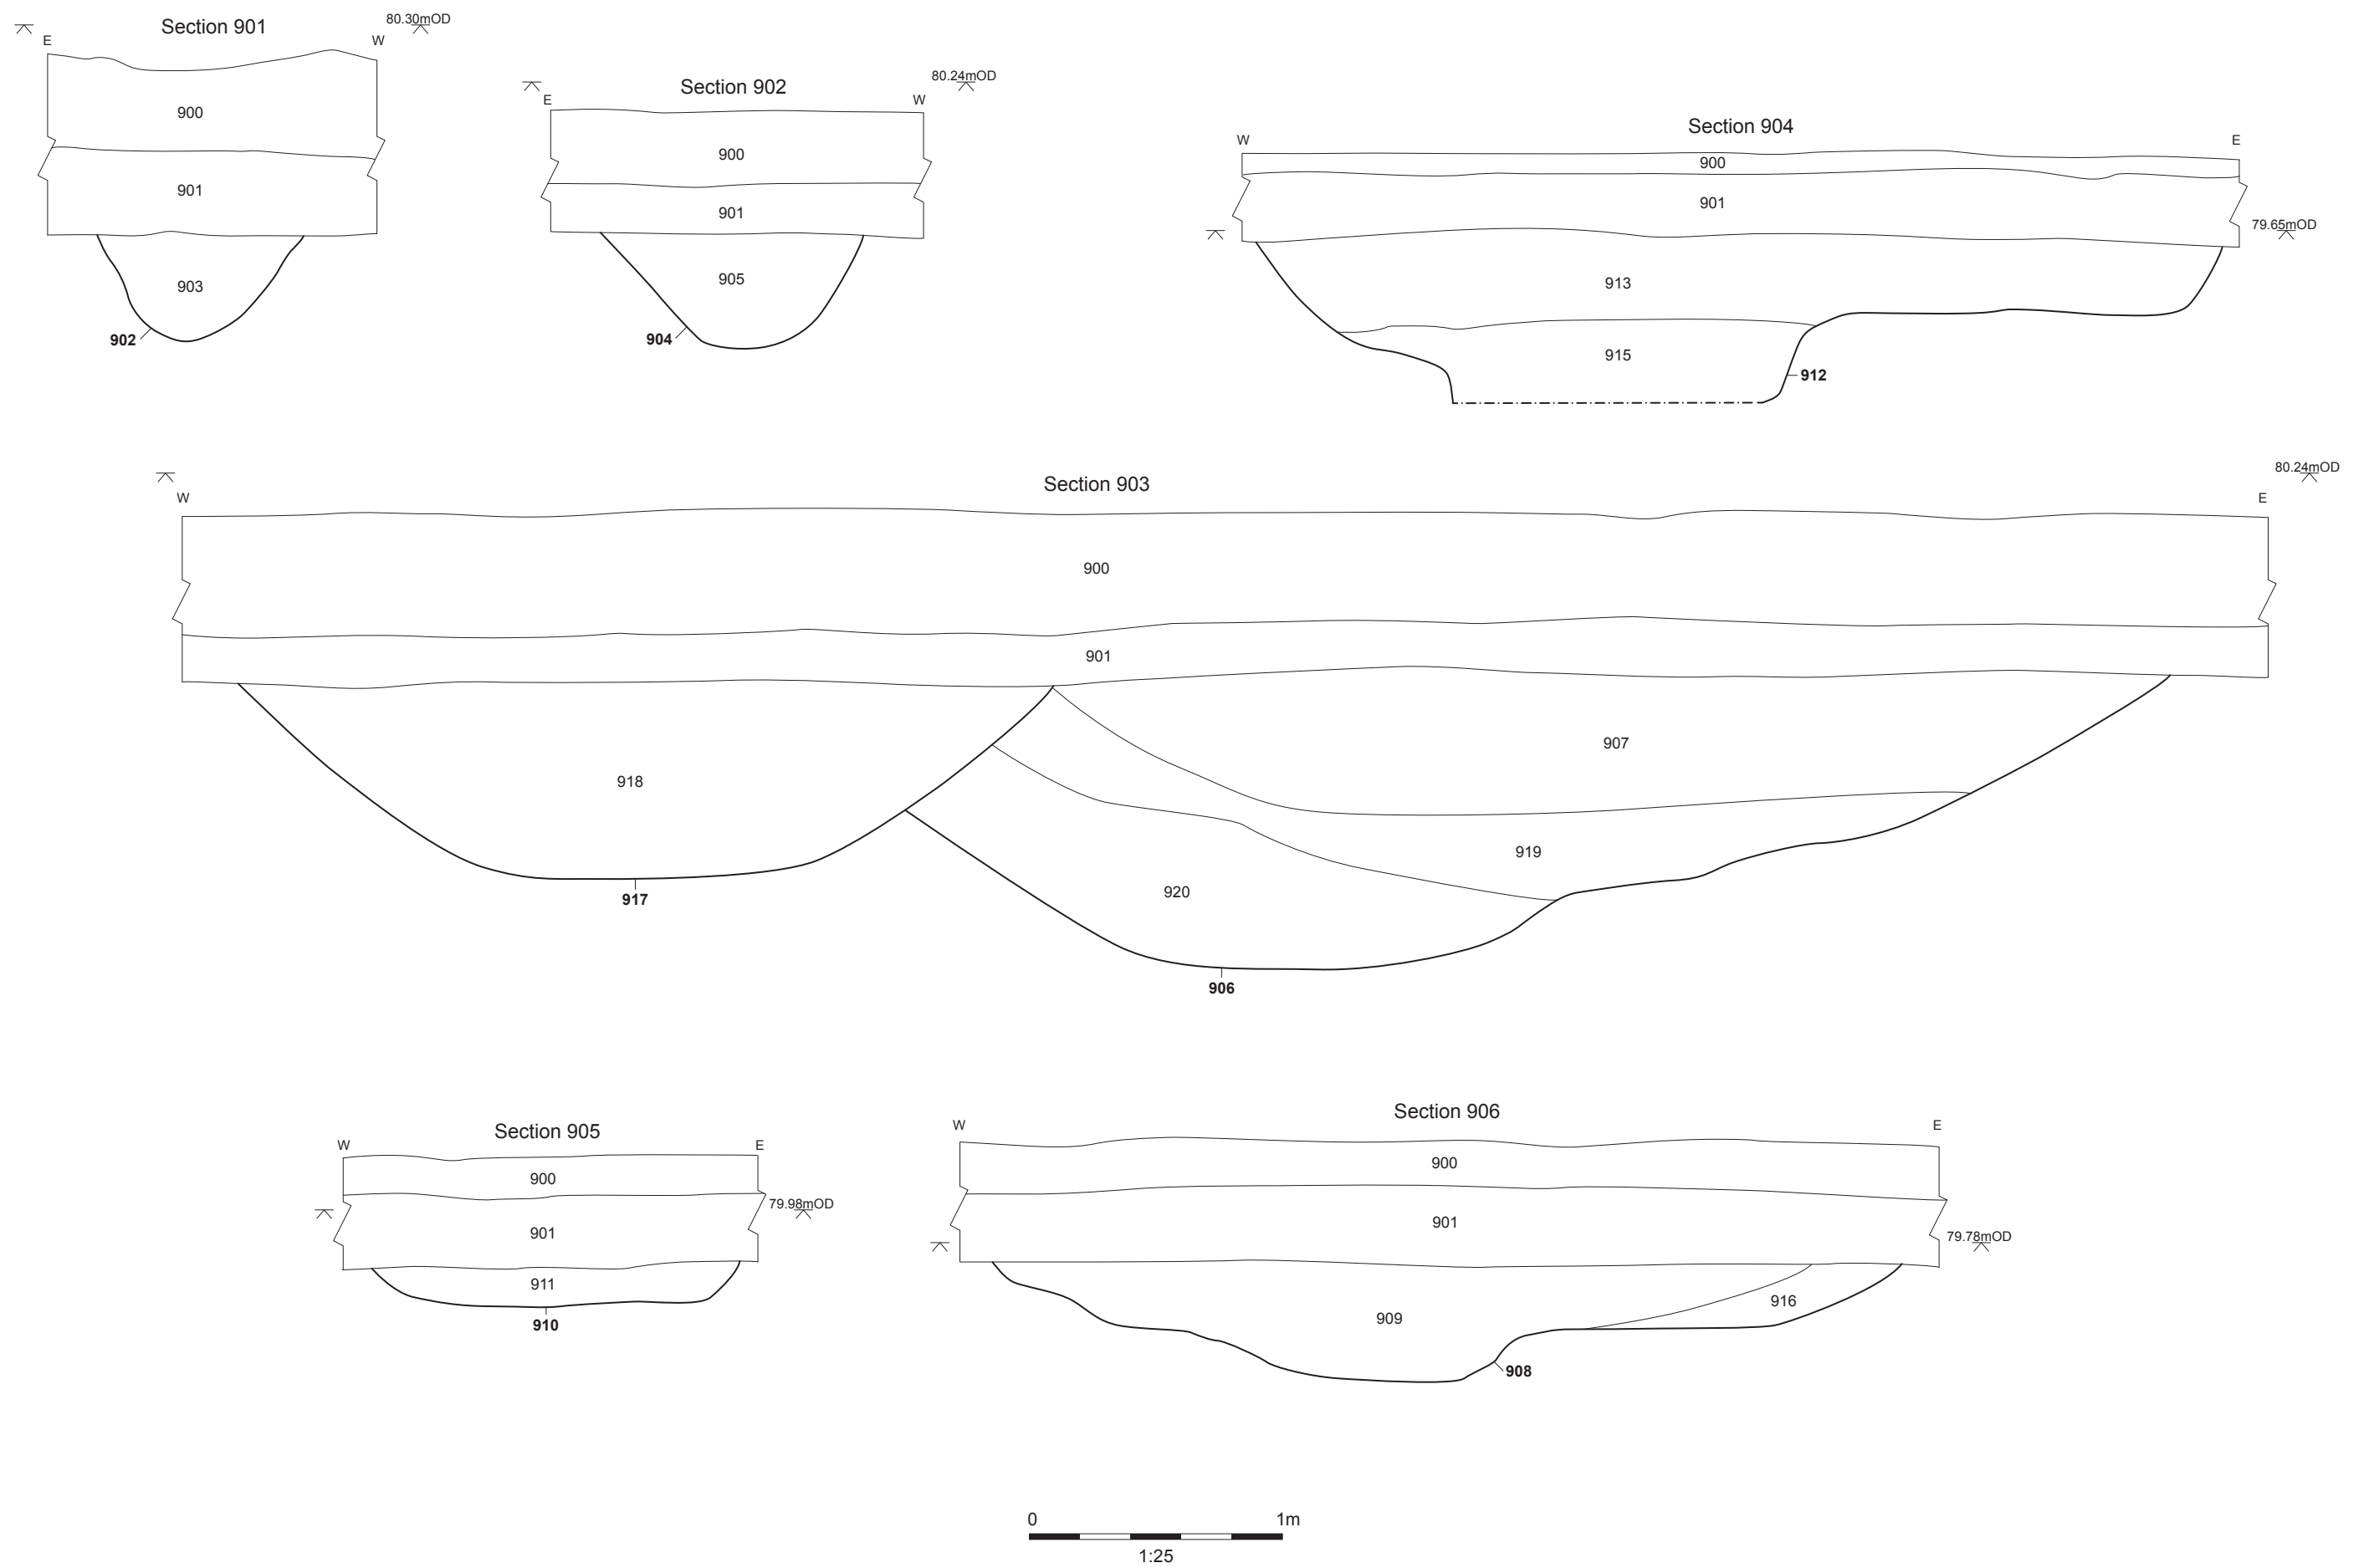 Section 901
80.30mOD
E
W
900
901
903
902
Section 902
80.24mOD
E
W
900
901
905
904
Section 904
W
E
900
901
79.65mOD
913
915
912
Section 903
80.24mOD
W
E
900
901
907
918
919
920
917
906
Section 905
W
E
900
79.98mOD
901
911
910
Section 906
W
E
900
901
79.78mOD
916
909
908
0 1m
1:25